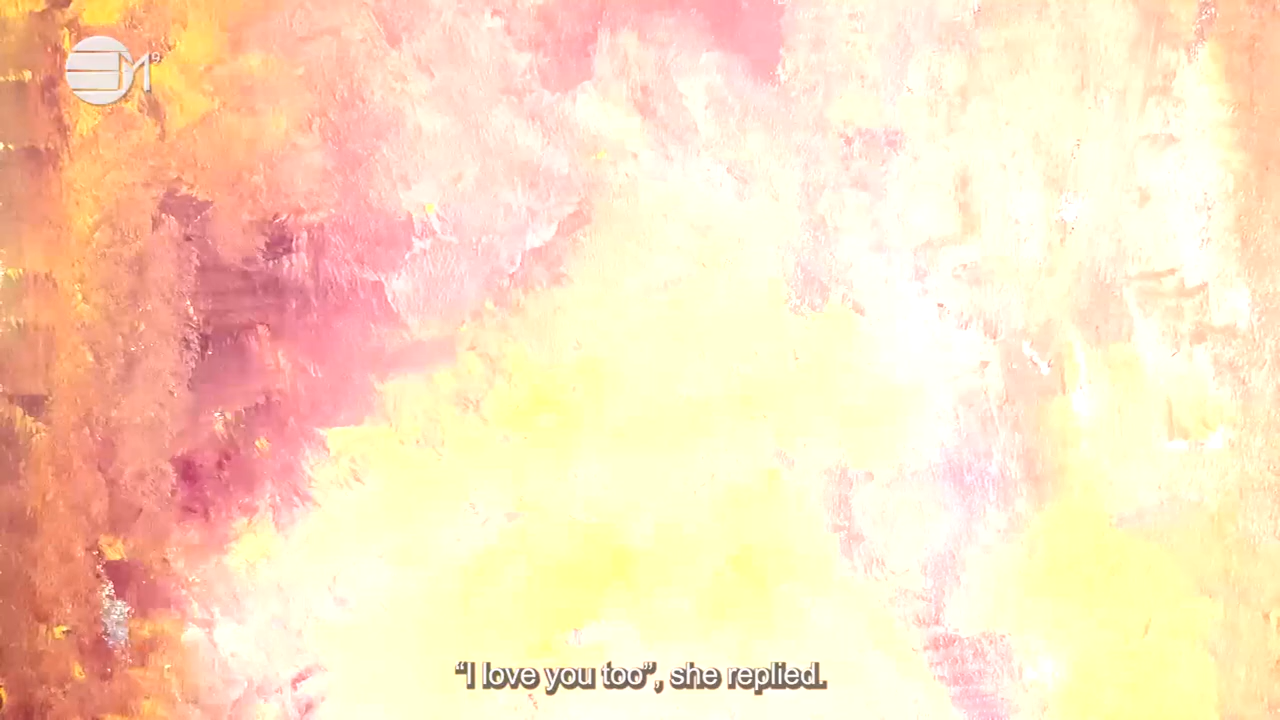 “I love you too”, she replied.